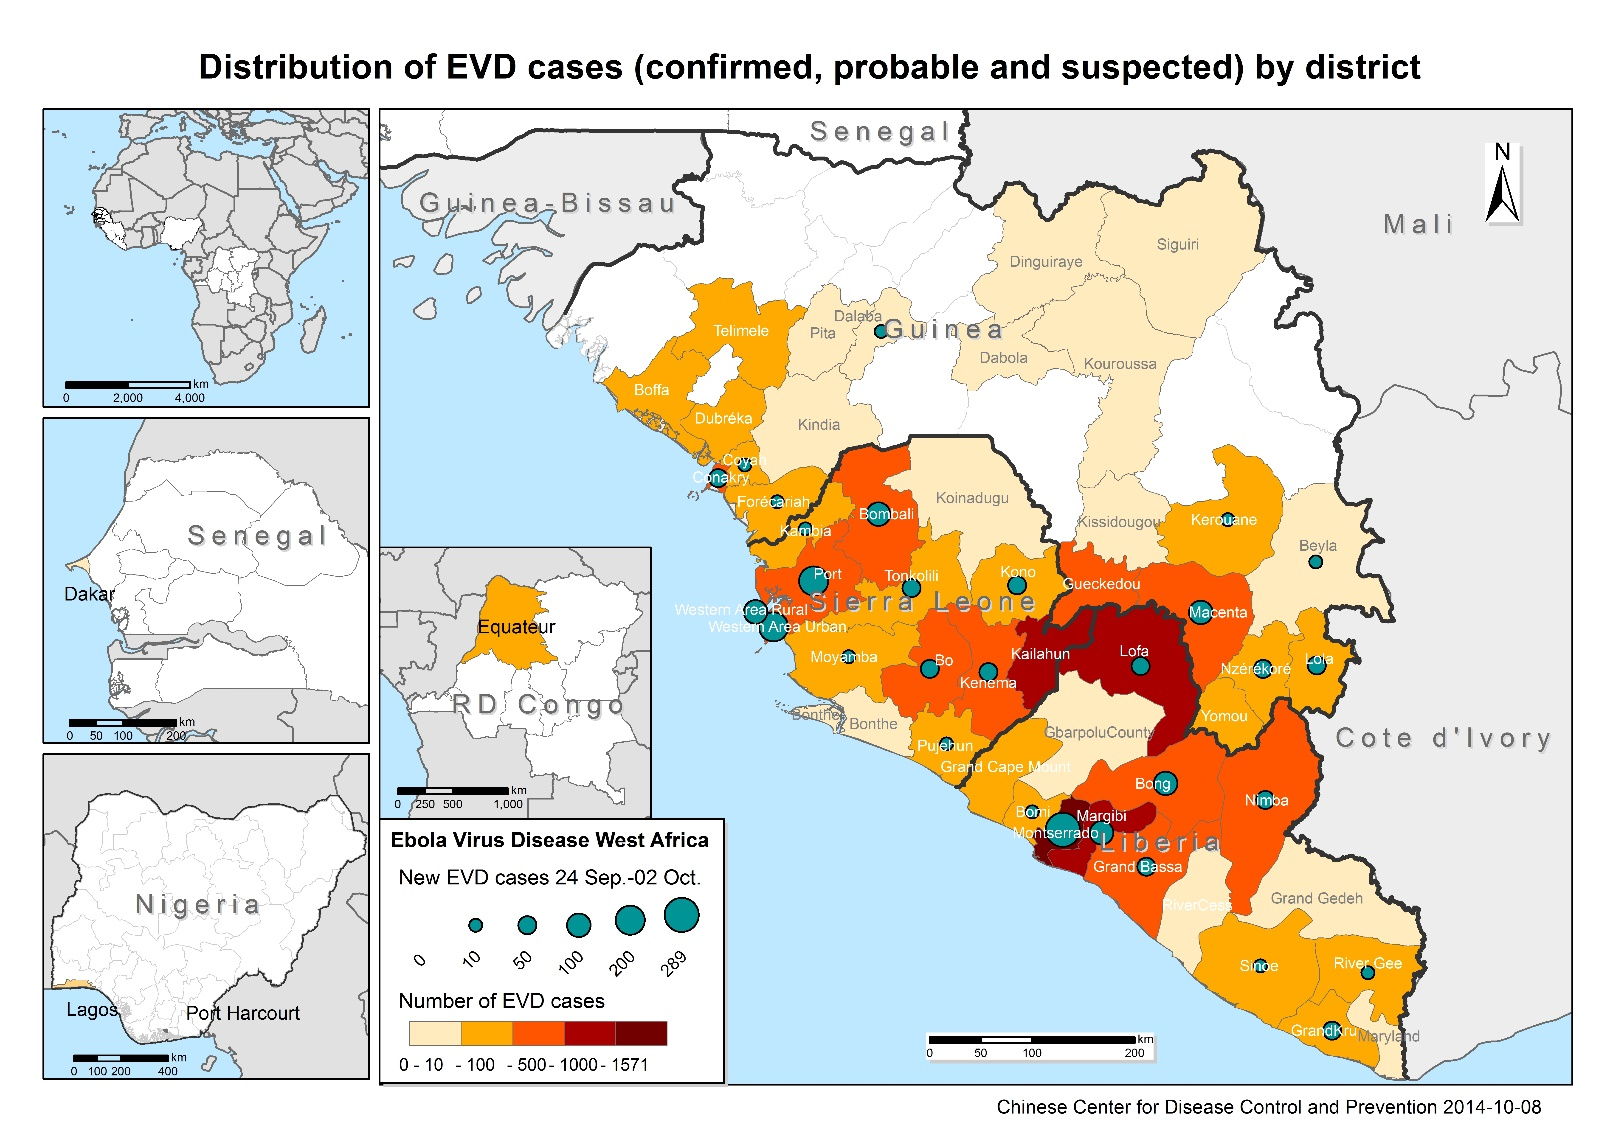 Distribution of EVD cases (confirmed, probable and suspected) by district
km
0 2,000 4,000
Senegal
Dakar
km
0 50 100 200
Nigeria
Lagos
Port Harcourt
km
0 100 200 400
Equateur
RD Congo
km
0 250 500 1,000
Ebola Virus Disease West Africa
New EVD cases 24 Sep.-02 Oct.
0 10 50 100 200 289
Number of EVD cases
0 - 10 - 100 - 500 - 1000 - 1571
Senegal
N
Guinea-Bissau
Mali
Siguiri
Dinguiraye
Telimele
Dalaba
Pita
Guinea
Dabola
Kouroussa
Boffa
Dubréka
Kindia
Coyah
Conakry
Forécariah
Koinadugu
Bombali
Kissidougou
Kerouane
Kambia
Beyla
Port
Tonkolili
Kono
Gueckedou
Sierra Leone
Western Area Rural
Macenta
Western Area Urban
Moyamba
Bo
Kailahun
Lofa
Kenema
Nzérékoré
Lola
Bonthe
Bonthe
Yomou
Pujehun
GbarpoluCounty
Cote d'Ivory
Grand Cape Mount
Bong
Nimba
Bomi
Margibi
Montserrado
Liberia
Grand Bassa
RiverCess
Grand Gedeh
Sinoe
River Gee
GrandKru
Maryland
km
0 50 100 200
Chinese Center for Disease Control and Prevention 2014-10-08